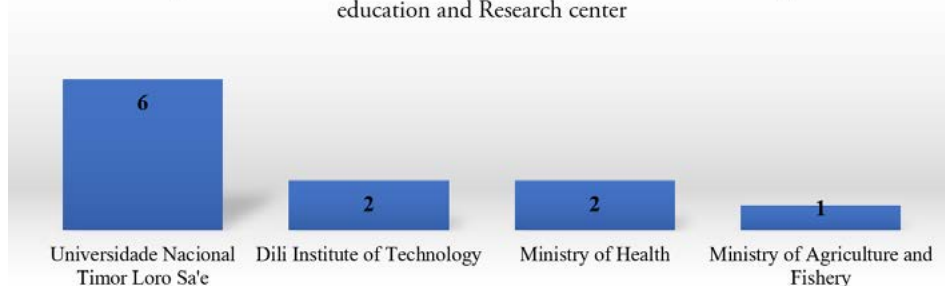 education and Research center
6
2
2
1
Universidade Nacional
Timor Loro Sa'e
Dili Institute of Technology
Ministry of Health
Ministry of Agriculture and
Fishery